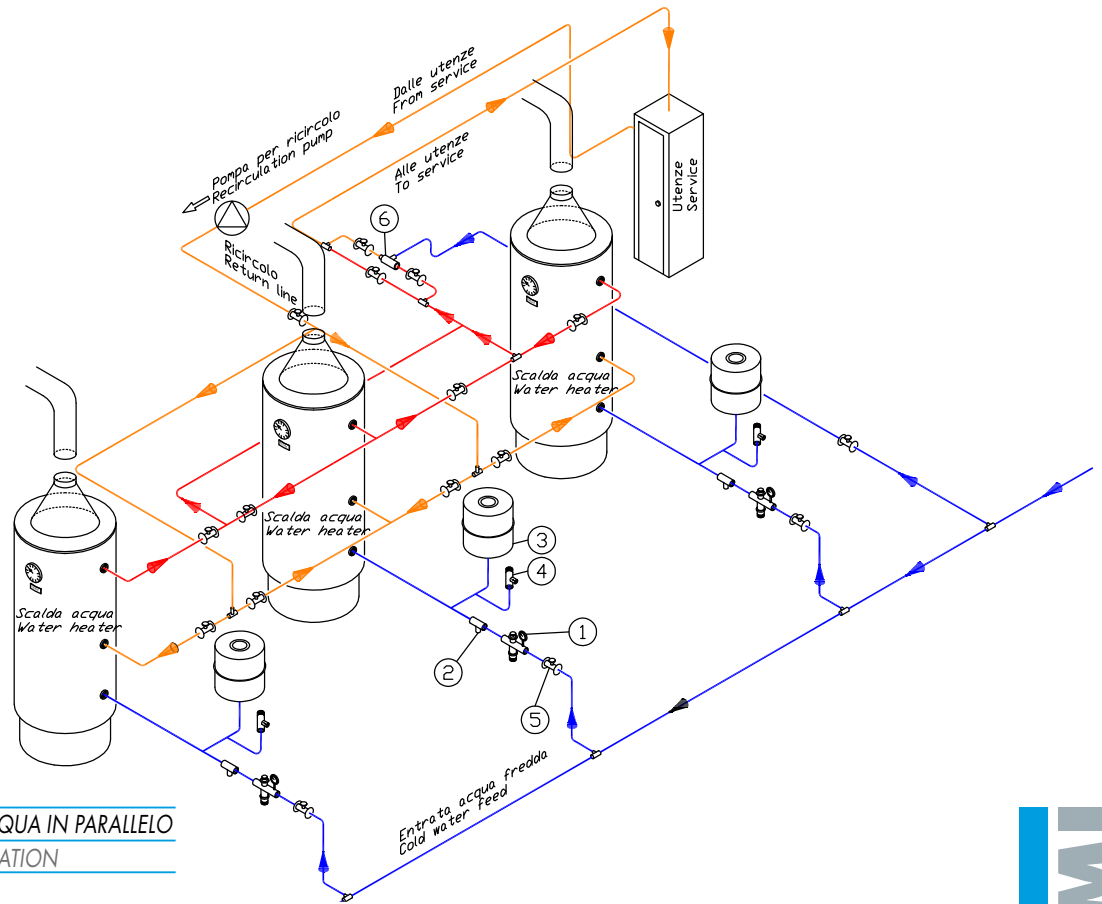 Dalle utenze
From service
Pompa per ricircolo
Recirculation pump
Alle utenze
To service
Utenze
Service
6
Ricircolo
Return line
Scalda acqua
Water heater
Scalda acqua
Water heater
3
4
Scalda acqua
Water heater
1
2
5
Entrata acqua fredda
Cold water feed
QUA IN PARALLELO
ATION